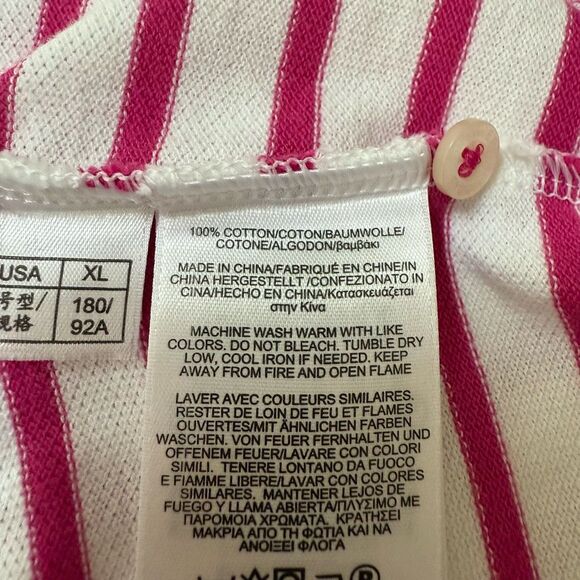 USA XL
号型/ 180/
规格 92A
100% COTTON/COTON/BAUMWOLLE/
COTONE/ALGODON/βαμβάκι
MADE IN CHINA/FABRIQUÉ EN CHINE/IN
CHINA HERGESTELLT /CONFEZIONATO IN
CINA/HECHO EN CHINA/Κατασκευάζεται
στην Κίνα
MACHINE WASH WARM WITH LIKE
COLORS. DO NOT BLEACH. TUMBLE DRY
LOW, COOL IRON IF NEEDED. KEEP
AWAY FROM FIRE AND OPEN FLAME
LAVER AVEC COULEURS SIMILAIRES.
RESTER DE LOIN DE FEU ET FLAMES
OUVERTES/MIT ÄHNLICHEN FARBEN
WASCHEN. VON FEUER FERNHALTEN UND
OFFENEM FEUER/LAVARE CON COLORI
SIMILI. TENERE LONTANO DA FUOCO
E FIAMME LIBERE/LAVAR CON COLORES
SIMILARES. MANTENER LEJOS DE
FUEGO Y LLAMA ABIERTA/ΠΛΥΣΙΜΟ ΜΕ
ΠΑΡΟΜΟΙΑ ΧΡΩΜΑΤΑ. ΚΡΑΤΗΣΕΙ
ΜΑΚΡΙΑ ΑΠΟ ΤΗ ΦΩΤΙΑ ΚΑΙ ΝΑ
ΑΝΟΙΞΕΙ ΦΛΟΓΑ